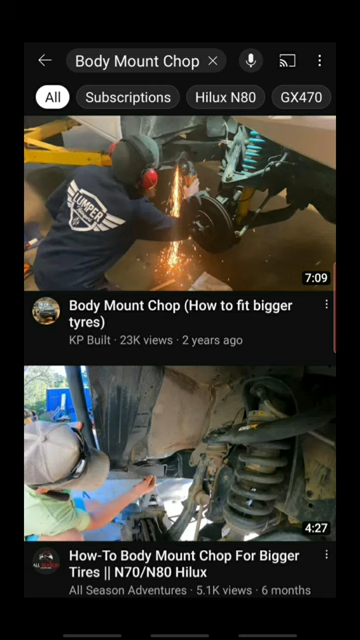 Body Mount Chop
All
Subscriptions
Hilux N80
GX470
LUMPER
7:09
Body Mount Chop (How to fit bigger
tyres)
KP Built · 23K views · 2 years ago
4:27
How-To Body Mount Chop For Bigger
Tires || N70/N80 Hilux
All Season Adventures · 5.1K views · 6 months